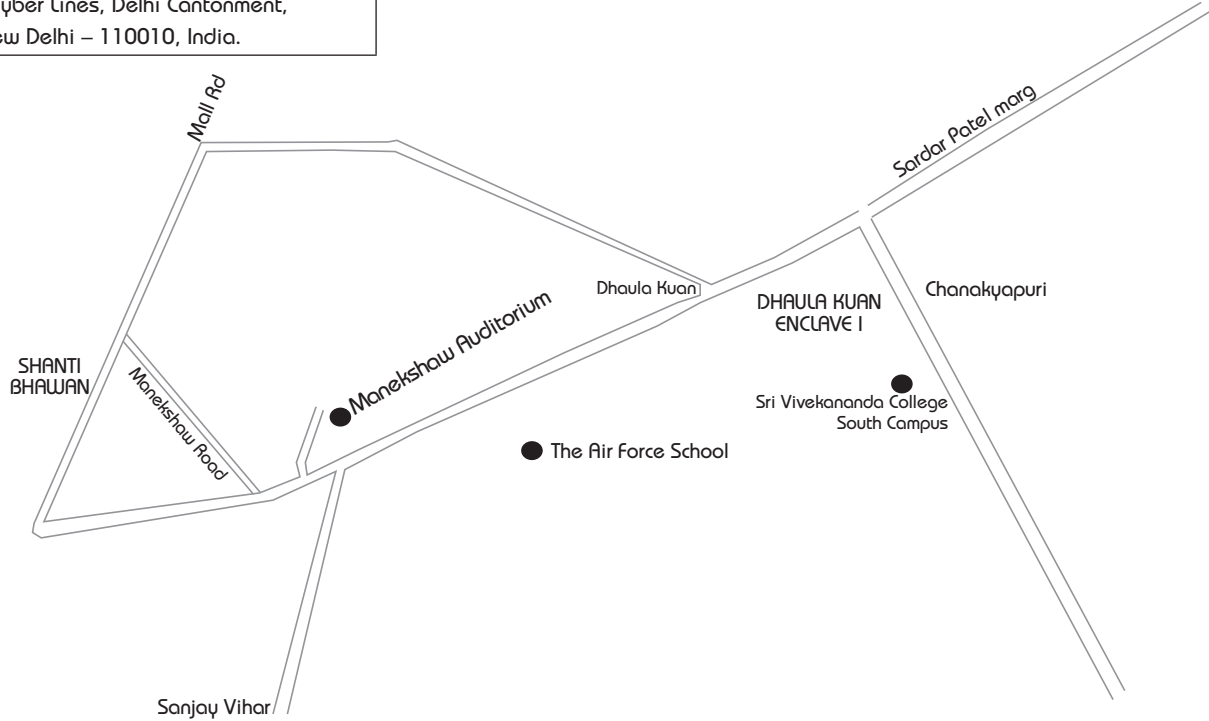 yber Lines, Delhi Cantonment,
ew Delhi – 110010, India.
Mall Rd
Sardar Patel marg
Dhaula Kuan
DHAULA KUAN
ENCLAVE I
Chanakyapuri
Manekshaw Auditorium
SHANTI
BHAWAN
Manekshaw Road
Sri Vivekananda College
South Campus
The Air Force School
Sanjay Vihar